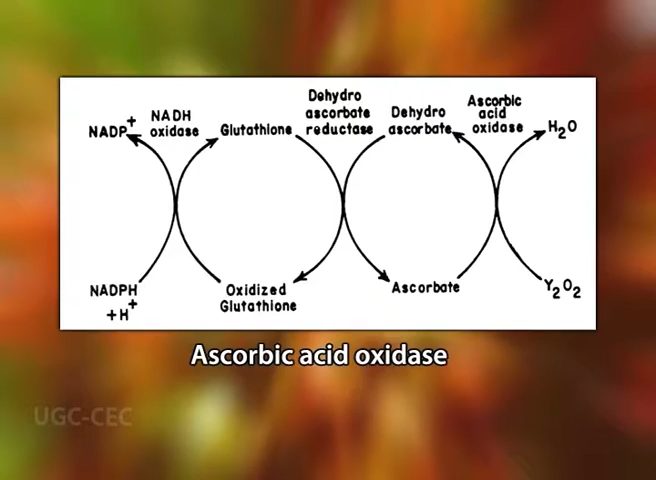 NADP+
NADH
oxidase
Glutathione
Dehydro
ascorbate
reductase
Dehydro
ascorbate
Ascorbic
acid
oxidase
H2O
NADPH
+H+
Oxidized
Glutathione
Ascorbate
Y2O2
Ascorbic acid oxidase
UGC-CEC